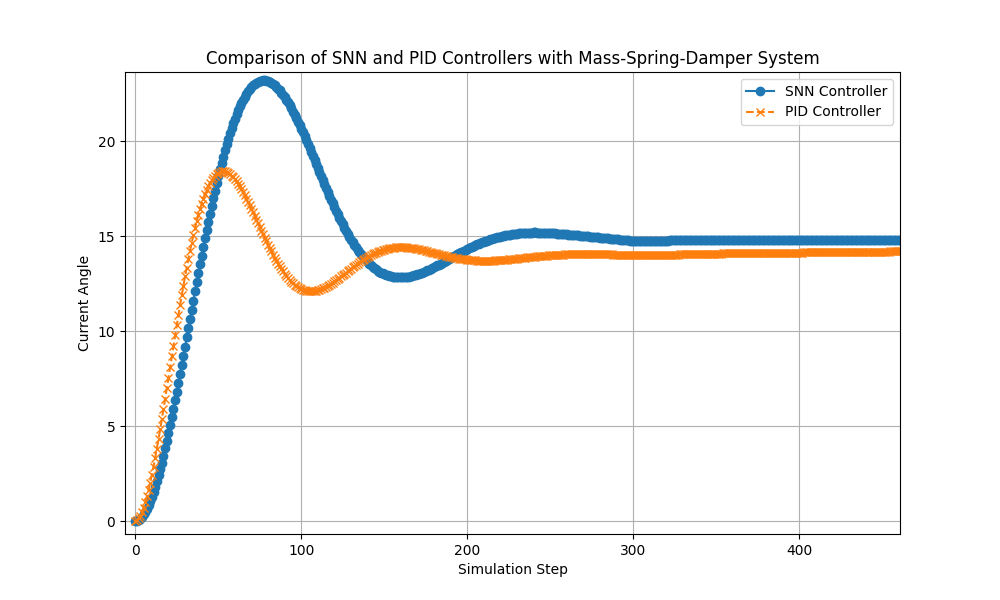 Comparison of SNN and PID Controllers with Mass-Spring-Damper System
SNN Controller
PID Controller
Current Angle
20
15
10
5
0
0 100 200 300 400
Simulation Step